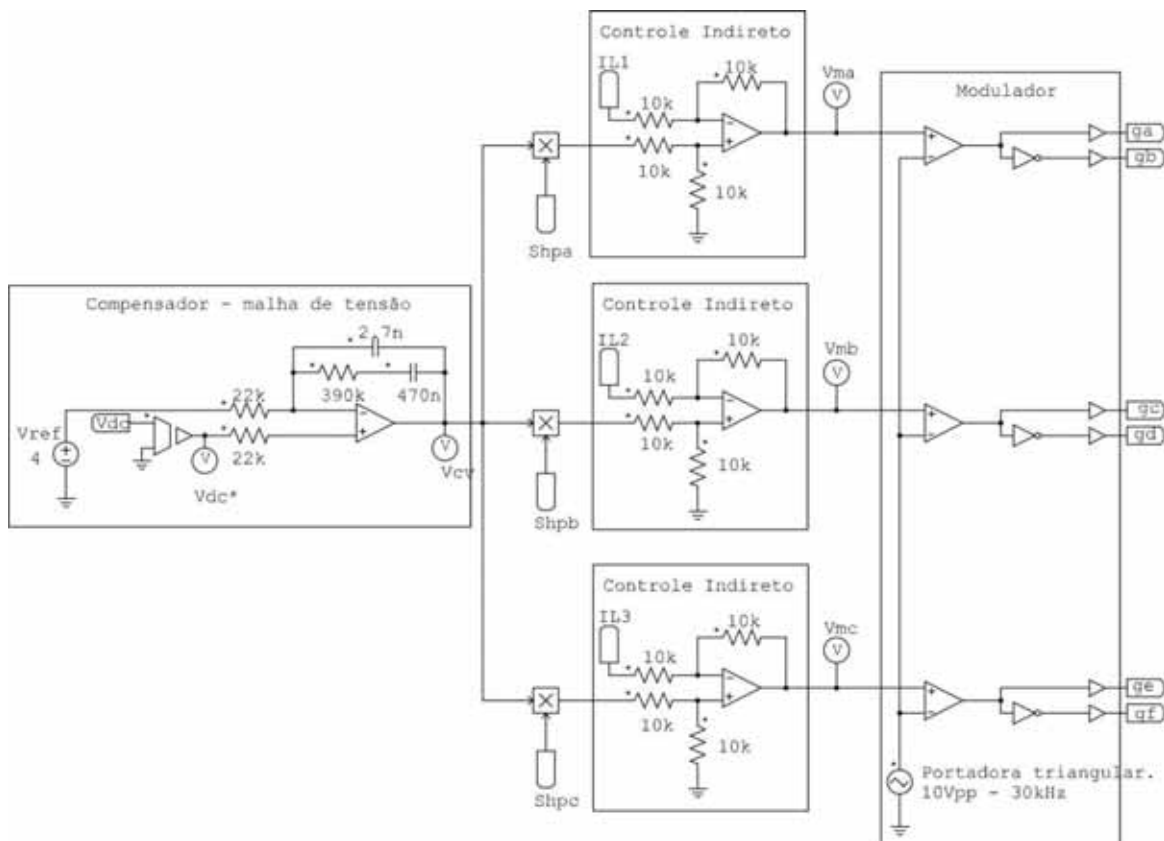 Controle Indireto
IL1
10k
10k
10k
10k
Vma
Modulador
ga
gb
Shpa
Compensador - malha de tensão
2.7n
390k
470n
22k
Vdc
22k
Vref
4
Vdc*
Vcv
Controle Indireto
IL2
10k
10k
10k
10k
Vmb
gc
gd
Shpb
Controle Indireto
IL3
10k
10k
10k
10k
Vmc
ge
gf
Shpc
Portadora triangular.
10Vpp - 30kHz
V
V
V
V
V